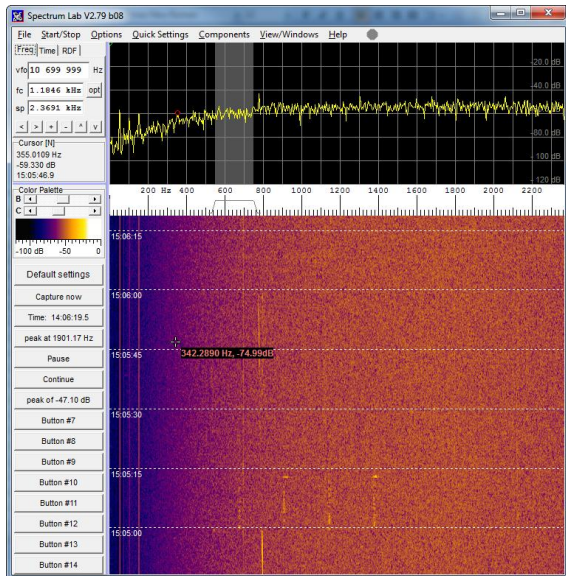 Spectrum Lab V2.79 b08
File Start/Stop Options Quick Settings Components View/Windows Help
Freq Time RDF
vfo 10 699 999 Hz
fc 1.1846 kHz opt
sp 2.3691 kHz
< > + - ^ v
Cursor [N]
355.0109 Hz
-59.330 dB
15:05:46.9
-20.0 dB
-40.0 dB
-80.0 dB
-100 dB
-120 dB
200 Hz 400 600 800 1000 1200 1400 1600 1800 2000 2200
Color Palette
B
C
-100 dB -50 0
Default settings
Capture now
Time: 14:06:19.5
peak at 1901.17 Hz
Pause
Continue
peak of -47.10 dB
Button #7
Button #8
Button #9
Button #10
Button #11
Button #12
Button #13
Button #14
15:06:15
15:06:00
342.2890 Hz, -74.99dB
15:05:45
15:05:30
15:05:15
15:05:00